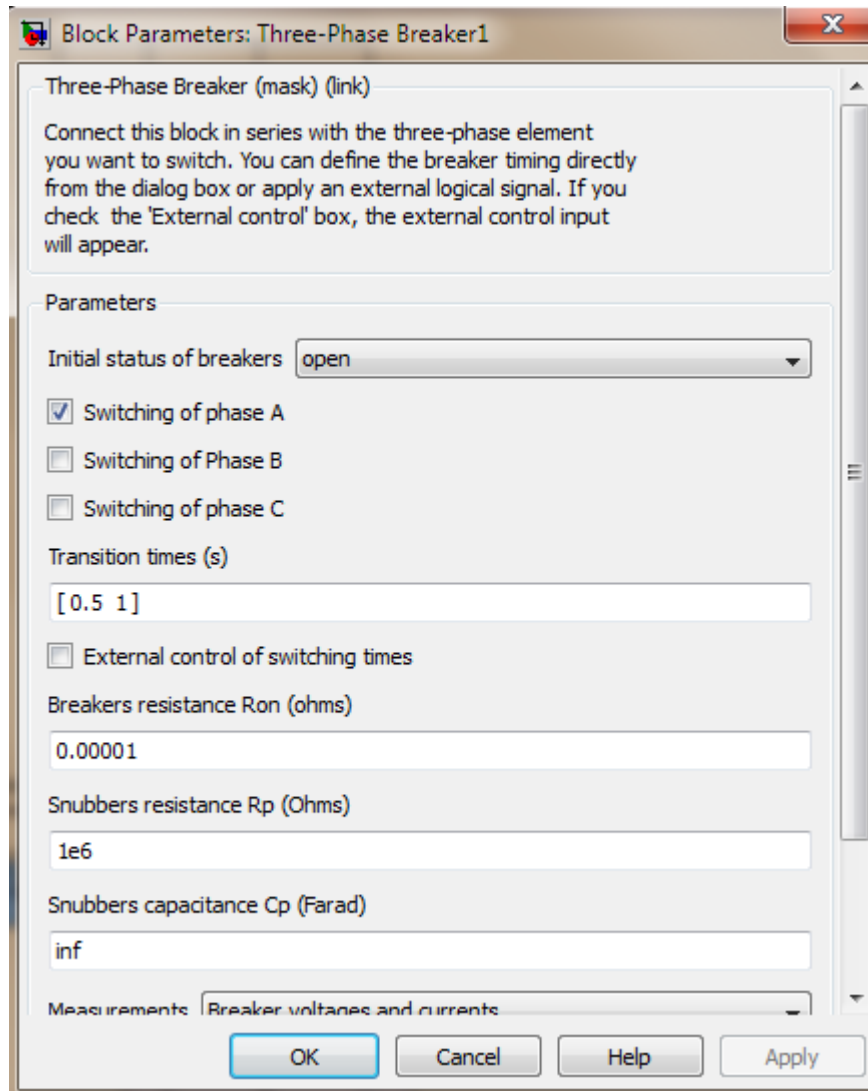 Block Parameters: Three-Phase Breaker1
Three-Phase Breaker (mask) (link)
Connect this block in series with the three-phase element
you want to switch. You can define the breaker timing directly
from the dialog box or apply an external logical signal. If you
check  the 'External control' box, the external control input
will appear.
Parameters
Initial status of breakers open
Switching of phase A
Switching of Phase B
Switching of phase C
Transition times (s)
[0.5 1]
External control of switching times
Breakers resistance Ron (ohms)
0.00001
Snubbers resistance Rp (Ohms)
1e6
Snubbers capacitance Cp (Farad)
inf
Measurements Breaker voltages and currents
OK Cancel Help Apply